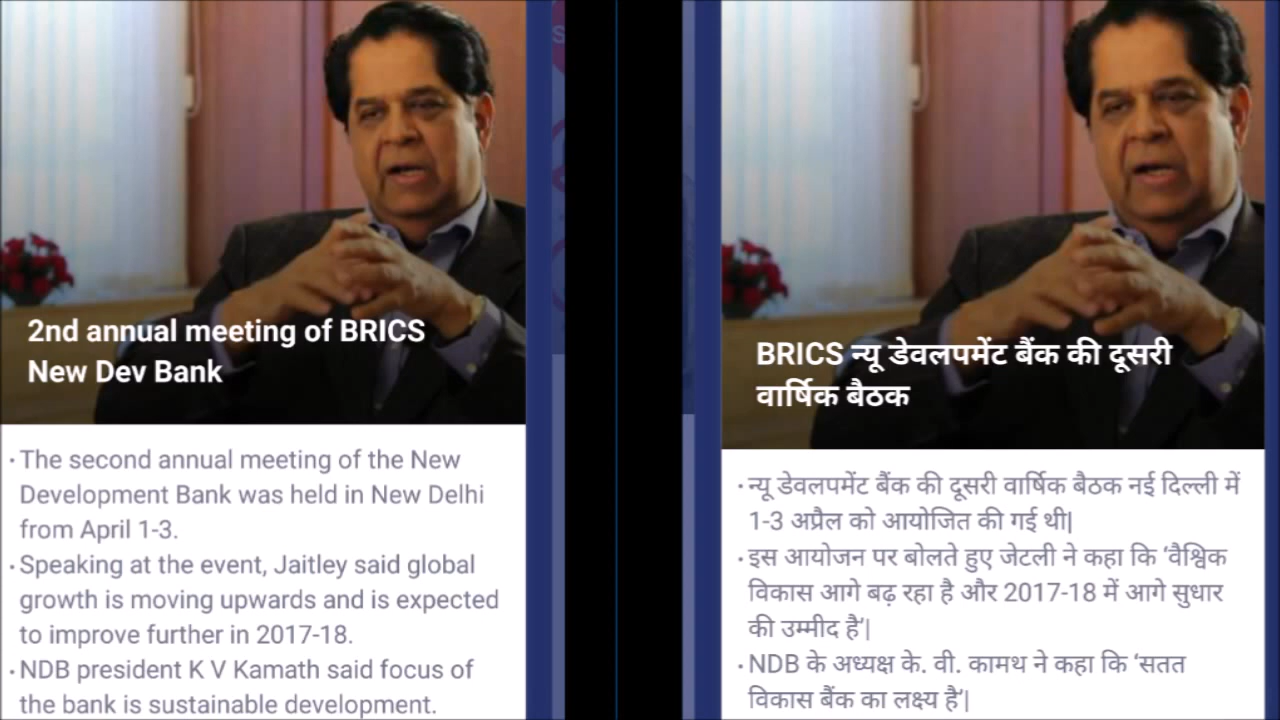 2nd annual meeting of BRICS
New Dev Bank
· The second annual meeting of the New
Development Bank was held in New Delhi
from April 1-3.
· Speaking at the event, Jaitley said global
growth is moving upwards and is expected
to improve further in 2017-18.
· NDB president K V Kamath said focus of
the bank is sustainable development.
BRICS न्यू डेवलपमेंट बैंक की दूसरी
वार्षिक बैठक
· न्यू डेवलपमेंट बैंक की दूसरी वार्षिक बैठक नई दिल्ली में
1-3 अप्रैल को आयोजित की गई थी|
· इस आयोजन पर बोलते हुए जेटली ने कहा कि ‘वैश्विक
विकास आगे बढ़ रहा है और 2017-18 में आगे सुधार
की उम्मीद है’|
· NDB के अध्यक्ष के. वी. कामथ ने कहा कि ‘सतत
विकास बैंक का लक्ष्य है’|